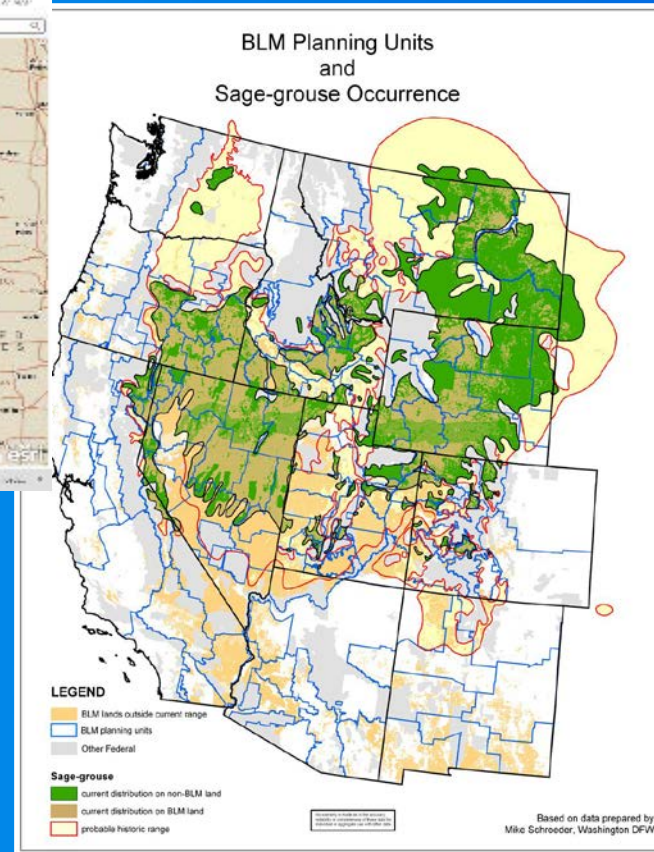 BLM Planning Units
and
Sage-grouse Occurrence
LEGEND
BLM lands outside current range
BLM planning units
Other Federal
Sage-grouse
current distribution on non-BLM land
current distribution on BLM land
probable historic range
Based on data prepared by
Mike Schroeder, Washington DFW
esri